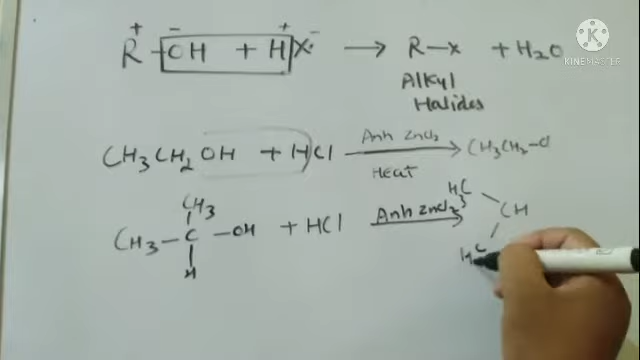 R⁺ - OH⁻ + H⁺X⁻ → R-x + H₂O
Alkyl
Halides
KINEMASTER
CH₃CH₂OH + HCl Anh ZnCl₂ Heat → CH₃CH₂-Cl
CH₃
CH₃ - C - OH + HCl Anh ZnCl₂ → CH
H
H₃C
H₃C